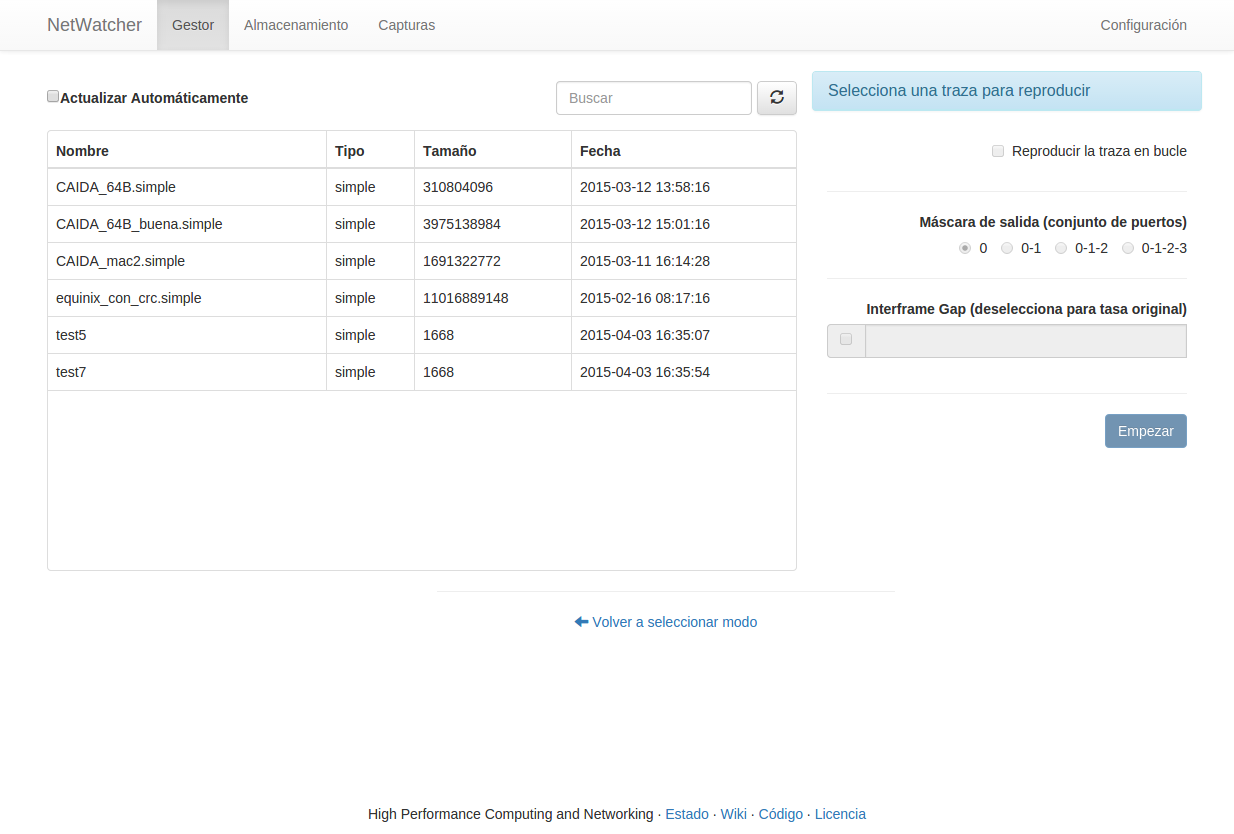 NetWatcher Gestor Almacenamiento Capturas Configuración
Actualizar Automáticamente Buscar
Nombre Tipo Tamaño Fecha
CAIDA_64B.simple simple 310804096 2015-03-12 13:58:16
CAIDA_64B_buena.simple simple 3975138984 2015-03-12 15:01:16
CAIDA_mac2.simple simple 1691322772 2015-03-11 16:14:28
equinix_con_crc.simple simple 11016889148 2015-02-16 08:17:16
test5 simple 1668 2015-04-03 16:35:07
test7 simple 1668 2015-04-03 16:35:54
Selecciona una traza para reproducir
Reproducir la traza en bucle
Máscara de salida (conjunto de puertos)
0 0-1 0-1-2 0-1-2-3
Interframe Gap (deselecciona para tasa original)
Empezar
Volver a seleccionar modo
High Performance Computing and Networking · Estado · Wiki · Código · Licencia